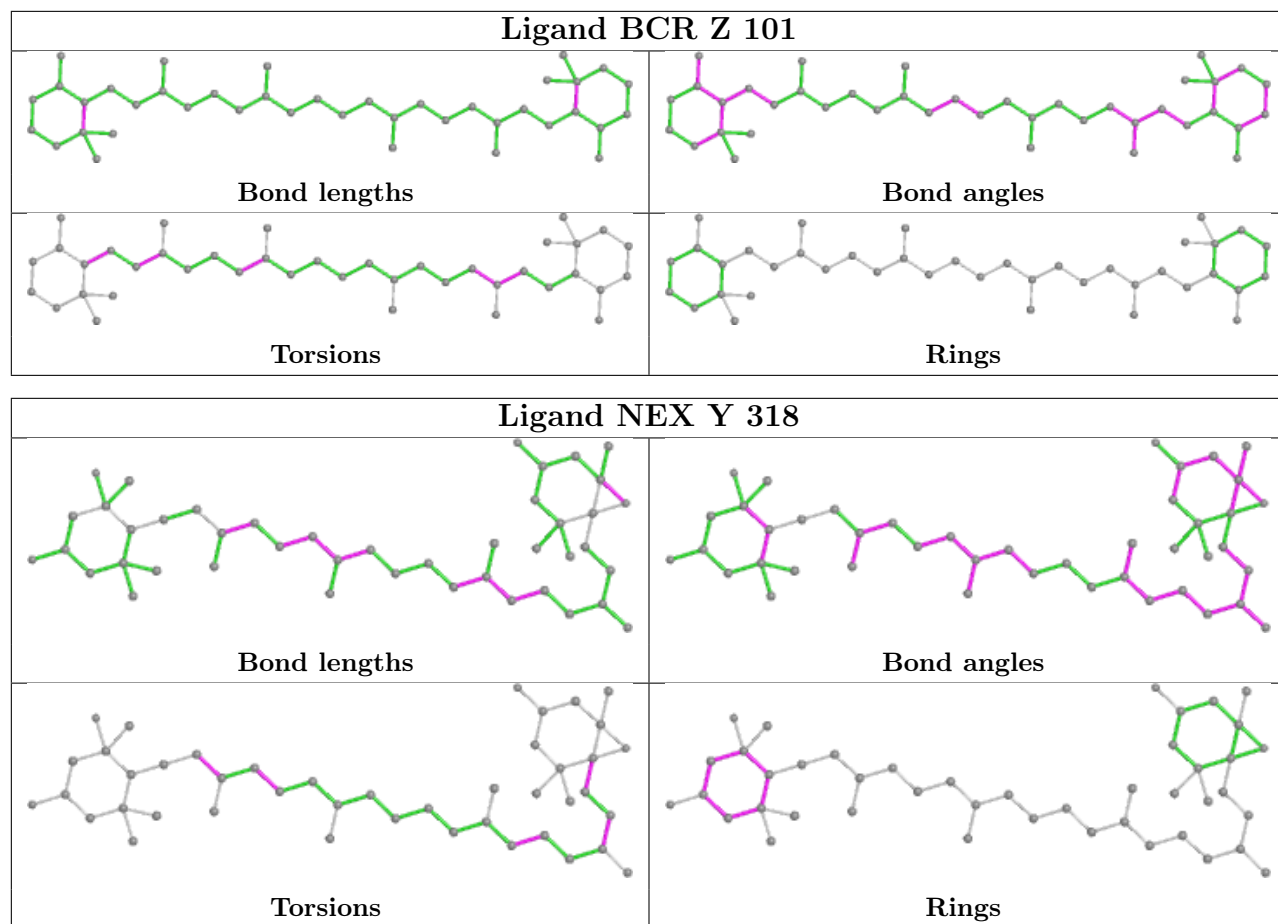 Ligand BCR Z 101
Bond lengths
Bond angles
Torsions
Rings
Ligand NEX Y 318
Bond lengths
Bond angles
Torsions
Rings